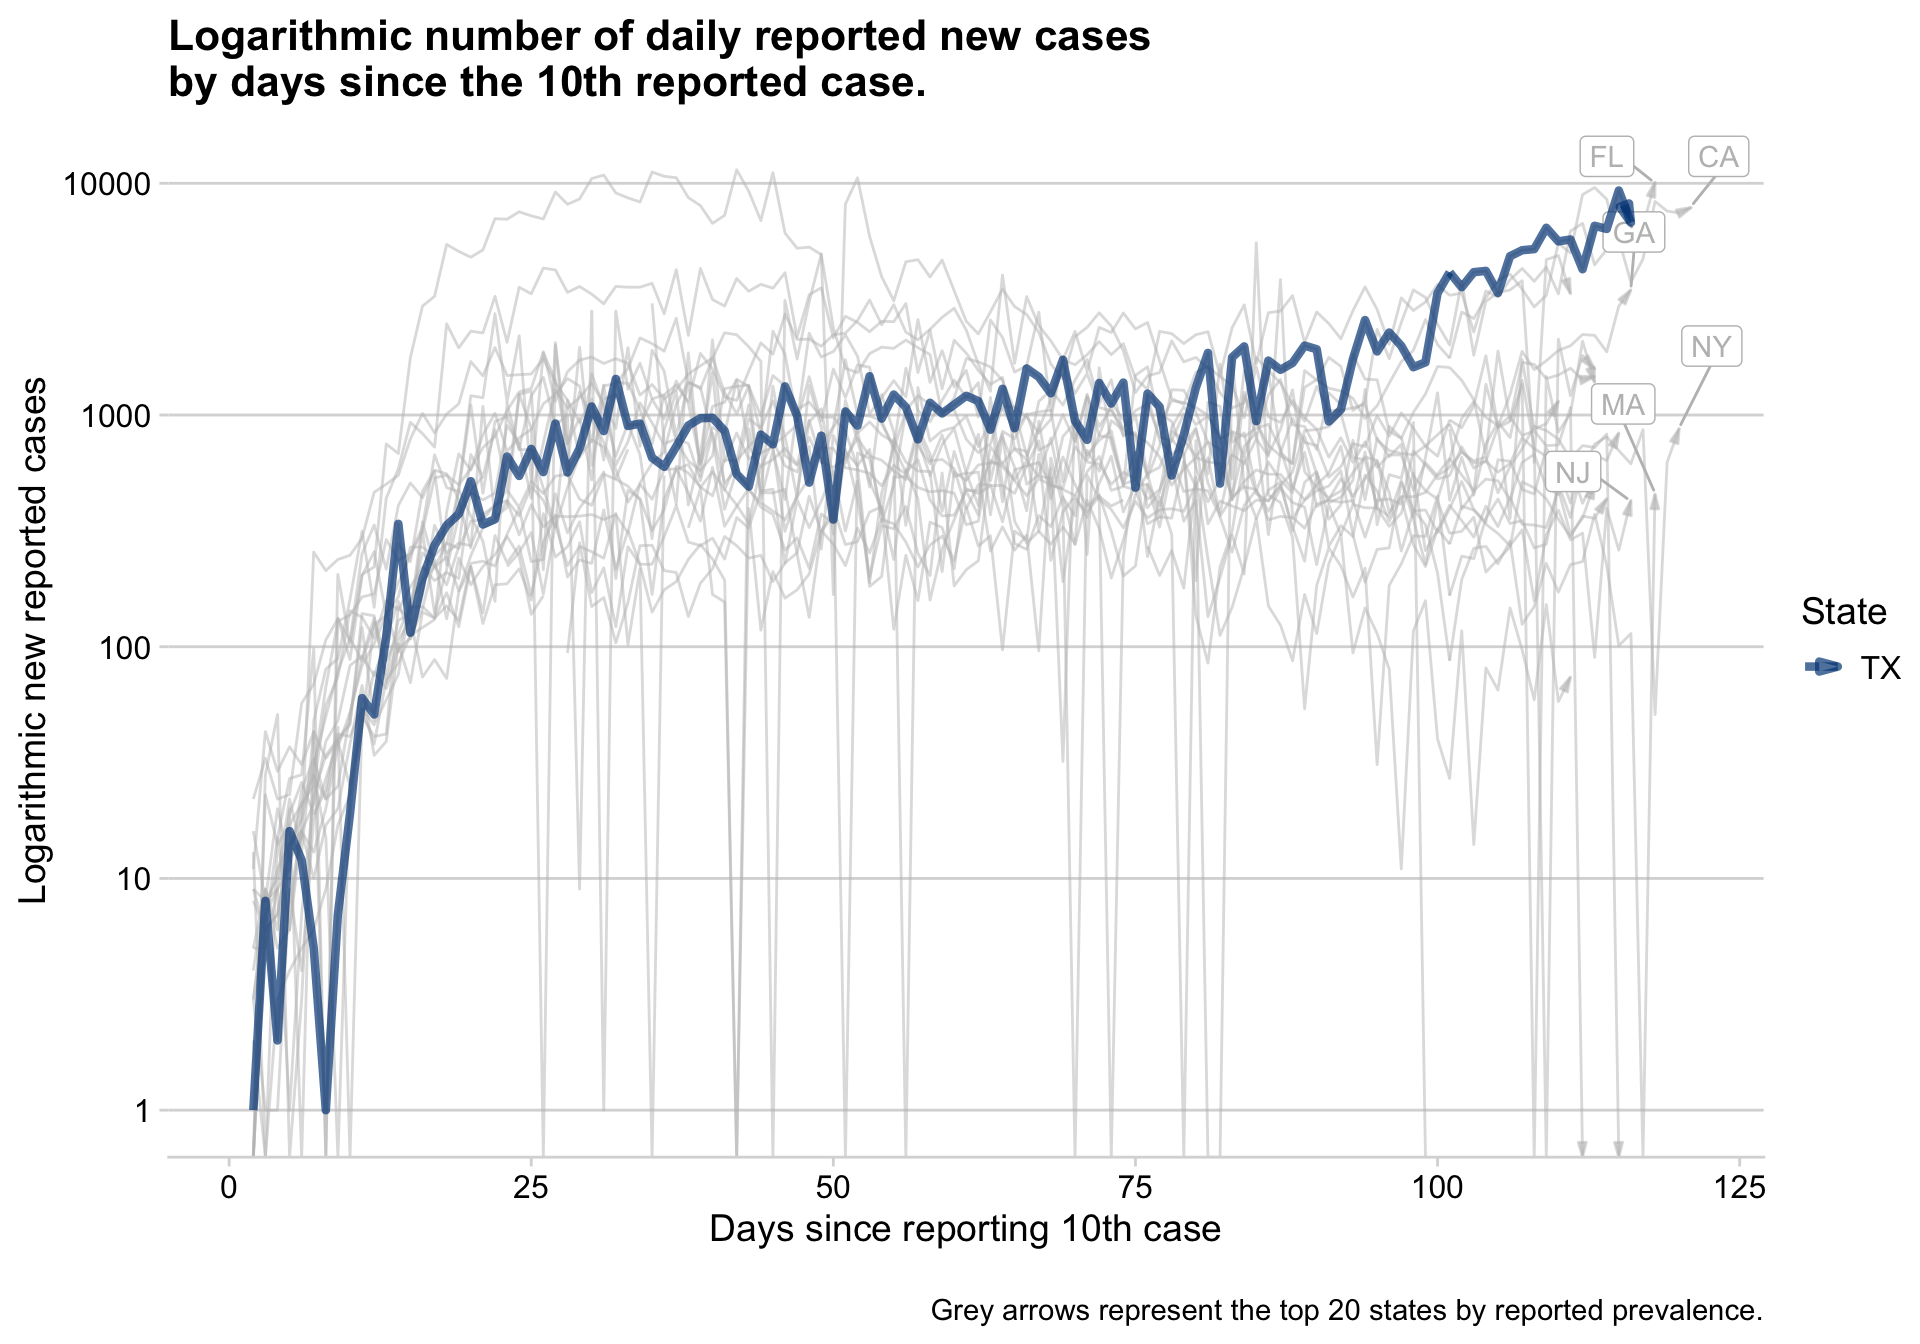 Logarithmic number of daily reported new cases
by days since the 10th reported case.
Logarithmic new reported cases
10000
1000
100
10
1
FL
CA
GA
NY
MA
NJ
State
TX
0
25
50
75
100
125
Days since reporting 10th case
Grey arrows represent the top 20 states by reported prevalence.